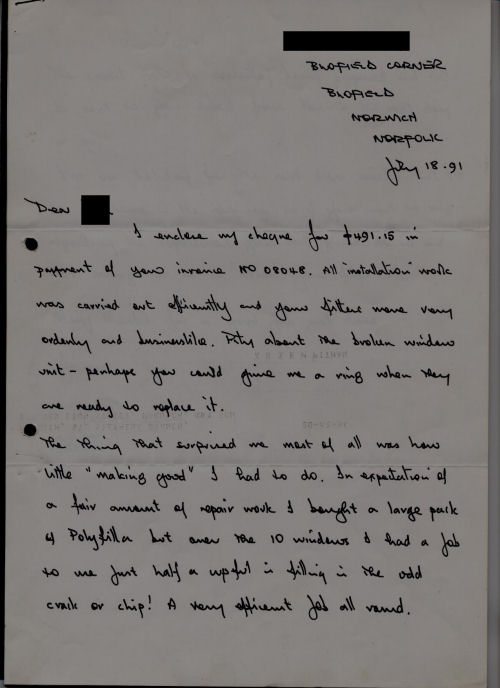 BLOFIELD CORNER
BLOFIELD
NORWICH
NORFOLK
July 18.91
Dear
I enclose my cheque for £491.15 in
payment of your invoice NO 08048. All "installation" work
was carried out efficiently and your fitters were very
orderly and businesslike. Pity about the broken window
unit - perhaps you could give me a ring when they
are ready to replace it.
The thing that surprised me most of all was how
little "making good" I had to do. In expectation of
a fair amount of repair work I bought a large pack
of Polyfilla but over the 10 windows I had a job
to use just half a cupful in filling in the odd
crack or chip! A very efficient job all round.